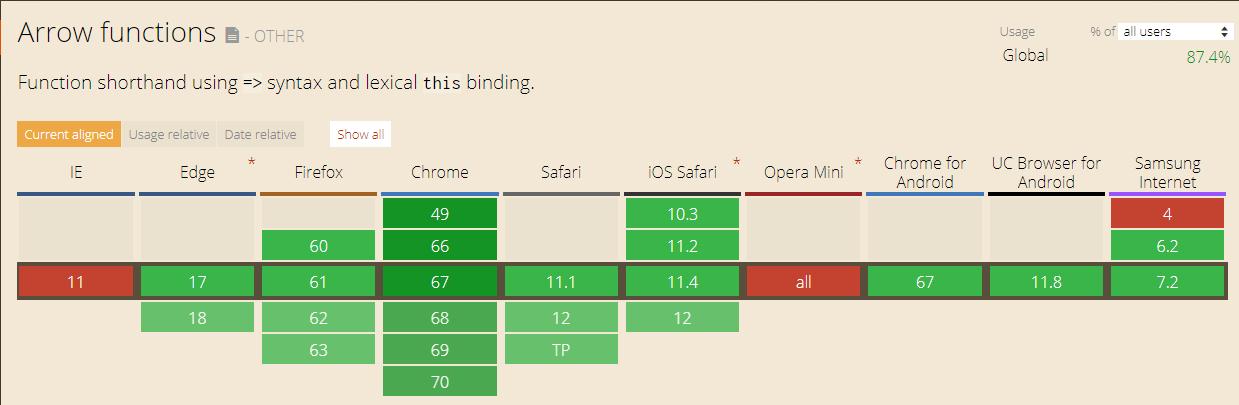 Arrow functions - OTHER
Usage % of all users
Global 87.4%
Function shorthand using => syntax and lexical this binding.
Current aligned Usage relative Date relative Show all
IE Edge * Firefox Chrome Safari iOS Safari * Opera Mini * Chrome for Android UC Browser for Android Samsung Internet
49 10.3 4
60 66 11.2 6.2
11 17 61 67 11.1 11.4 all 67 11.8 7.2
18 62 68 12 12
63 69 TP
70